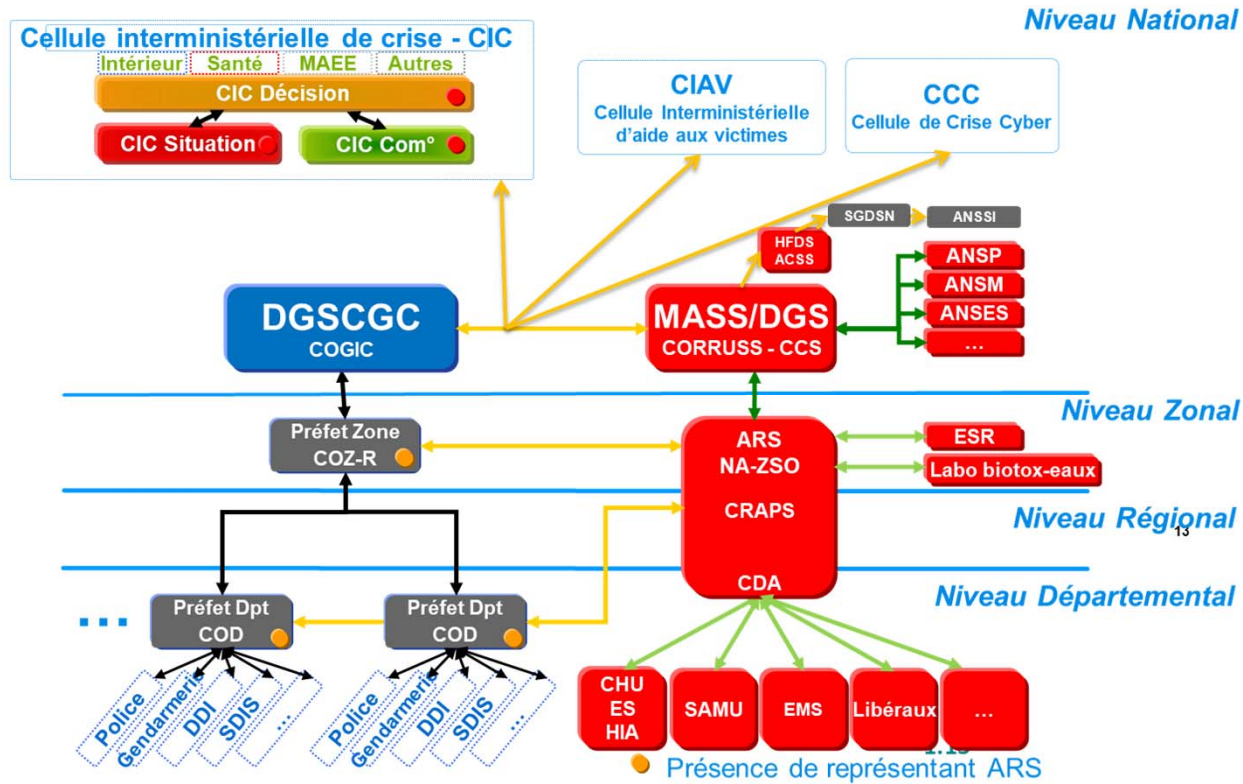 Niveau National
Cellule interministérielle de crise - CIC
Intérieur Santé MAEE Autres
CIC Décision
CIC Situation
CIC Com°
CIAV
Cellule Interministérielle
d'aide aux victimes
CCC
Cellule de Crise Cyber
SGDSN
ANSSI
HFDS
ACSS
ANSP
ANSM
ANSES
...
DGSCGC
COGIC
MASS/DGS
CORRUSS - CCS
Niveau Zonal
Préfet Zone
COZ-R
ARS
NA-ZSO
CRAPS
CDA
ESR
Labo biotox-eaux
Niveau Régional
13
Niveau Départemental
...
Préfet Dpt
COD
Préfet Dpt
COD
Police
Gendarmeris
DDI
SDIS
...
Police
Gendarmeris
DDI
SDIS
...
CHU
ES
HIA
SAMU
EMS
Libéraux
...
Présence de représentant ARS